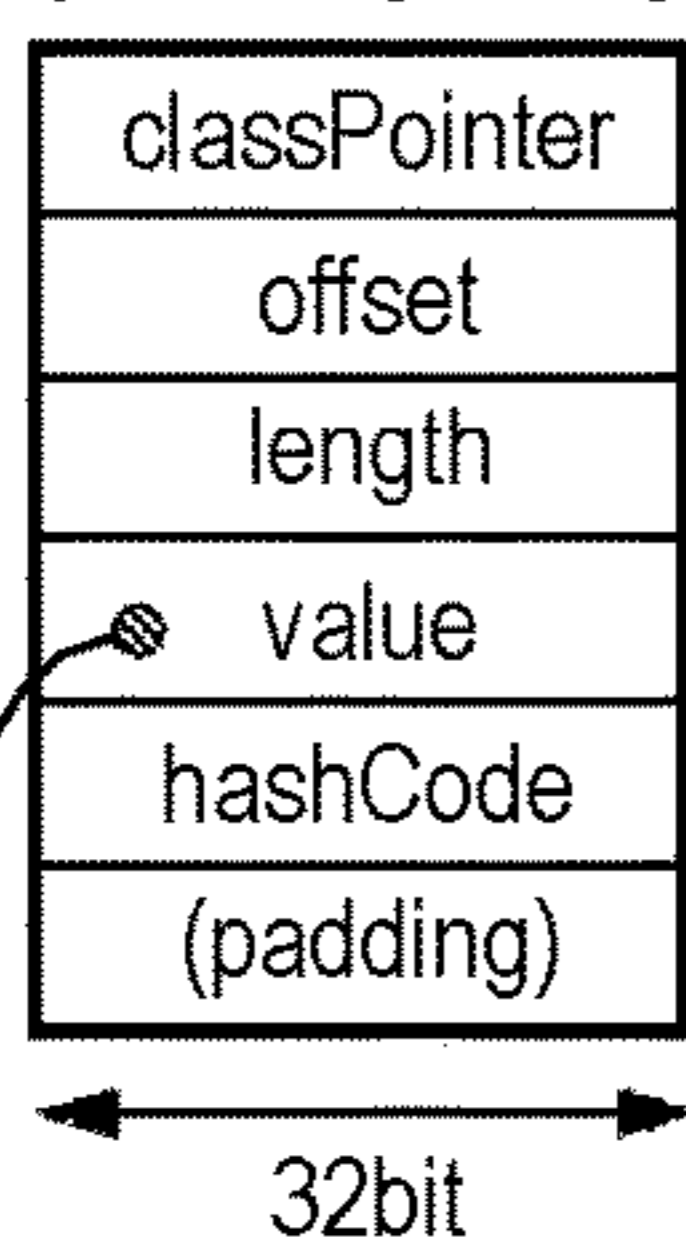 classPointer
offset
length
value
hashCode
(padding)
32bit